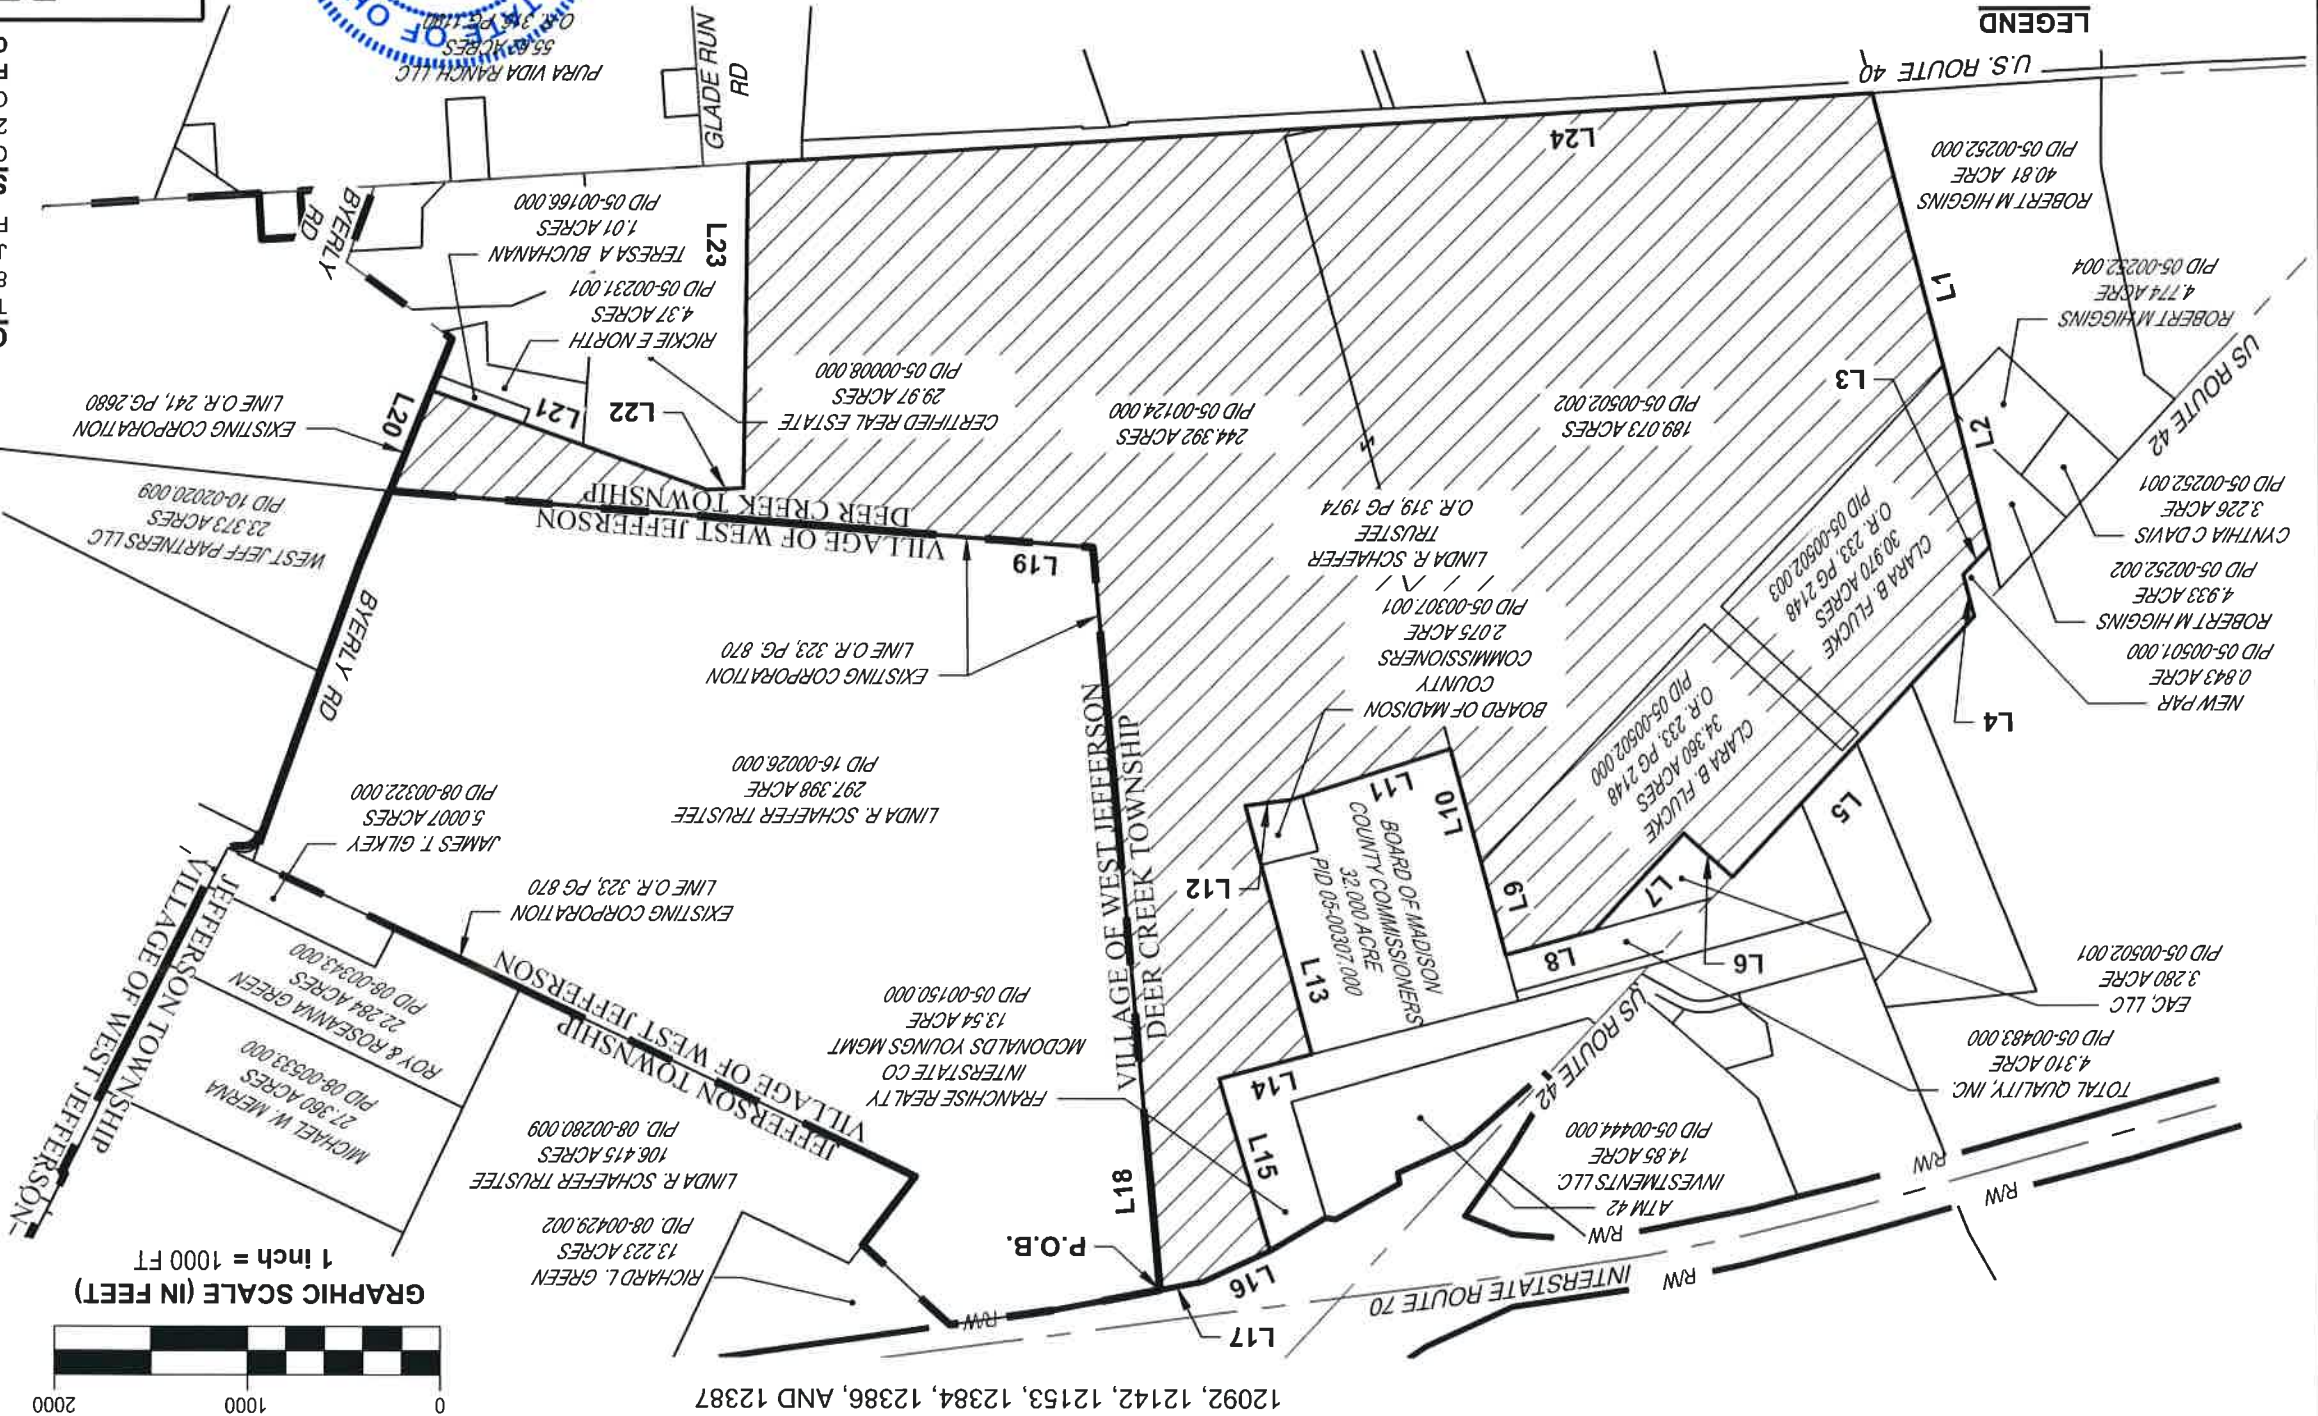 12092, 12142, 12153, 12384, 12386, AND 12387
0
1000
2000
GRAPHIC SCALE (IN FEET)
1 inch = 1000 FT
L17
INTERSTATE ROUTE 70
R/W
R/W
R/W
R/W
R/W
R/W
L16
P.O.B.
RICHARD L. GREEN
13.223 ACRES
PID. 08-00429.002
LINDA R. SCHAEFER TRUSTEE
106.415 ACRES
PID. 08-00280.009
ATM 42
INVESTMENTS LLC.
14.85 ACRE
PID 05-00444.000
US ROUTE 42
L15
L14
L18
FRANCHISE REALTY
INTERSTATE CO
MCDONALDS YOUNGS MGMT
13.54 ACRE
PID 05-00150.000
TOTAL QUALITY, INC.
4.310 ACRE
PID 05-00483.000
EAC, LLC
3.280 ACRE
PID 05-00502.001
L6
L7
L8
L9
L10
L11
L12
L13
BOARD OF MADISON
COUNTY COMMISSIONERS
32.000 ACRE
PID 05-00307.000
JEFFERSON TOWNSHIP
VILLAGE OF WEST JEFFERSON
MICHAEL W. MERNA
27.360 ACRES
PID 08-00533.000
ROY & ROSEANNA GREEN
22.284 ACRES
PID 08-00343.000
JEFFERSON TOWNSHIP
VILLAGE OF WEST JEFFERSON
EXISTING CORPORATION
LINE O.R. 323, PG 870
JAMES T. GILKEY
5.0007 ACRES
PID 08-00322.000
LINDA R. SCHAEFER TRUSTEE
297.398 ACRE
PID 16-00026.000
VILLAGE OF WEST JEFFERSON
DEER CREEK TOWNSHIP
L5
L4
CLARA B. FLUCKE
34.360 ACRES
O.R. 233, PG 2148
PID 05-00502.000
CLARA B. FLUCKE
30.970 ACRES
O.R. 233, PG 2148
PID 05-00502.003
BOARD OF MADISON
COUNTY
COMMISSIONERS
2.075 ACRE
PID 05-00307.001
EXISTING CORPORATION
LINE O.R. 323, PG. 870
BYERLY RD
NEW PAR
0.843 ACRE
PID 05-00501.000
ROBERT M HIGGINS
4.933 ACRE
PID 05-00252.002
CYNTHIA C DAVIS
3.226 ACRE
PID 05-00252.001
LINDA R. SCHAEFER
TRUSTEE
O.R. 319, PG 1974
L19
VILLAGE OF WEST JEFFERSON
DEER CREEK TOWNSHIP
WEST JEFF PARTNERS LLC
23.373 ACRES
PID 10-02020.009
EXISTING CORPORATION
LINE O.R. 241, PG.2680
L20
L21
L22
L2
L3
US ROUTE 42
189.073 ACRES
PID 05-00502.002
244.392 ACRES
PID 05-00124.000
CERTIFIED REAL ESTATE
29.97 ACRES
PID 05-00008.000
RICKIE E NORTH
4.37 ACRES
PID 05-00231.001
TERESA A BUCHANAN
1.01 ACRES
PID 05-00166.000
ROBERT M HIGGINS
4.774 ACRE
PID 05-00252.004
L1
ROBERT M HIGGINS
40.81 ACRE
PID 05-00252.000
L23
L24
BYERLY
RD
GLADE RUN
RD
U.S. ROUTE 40
PURA VIDA RANCH LLC
55.62 ACRES
O.R. 316, PG 1180
STATE OF
LEGEND